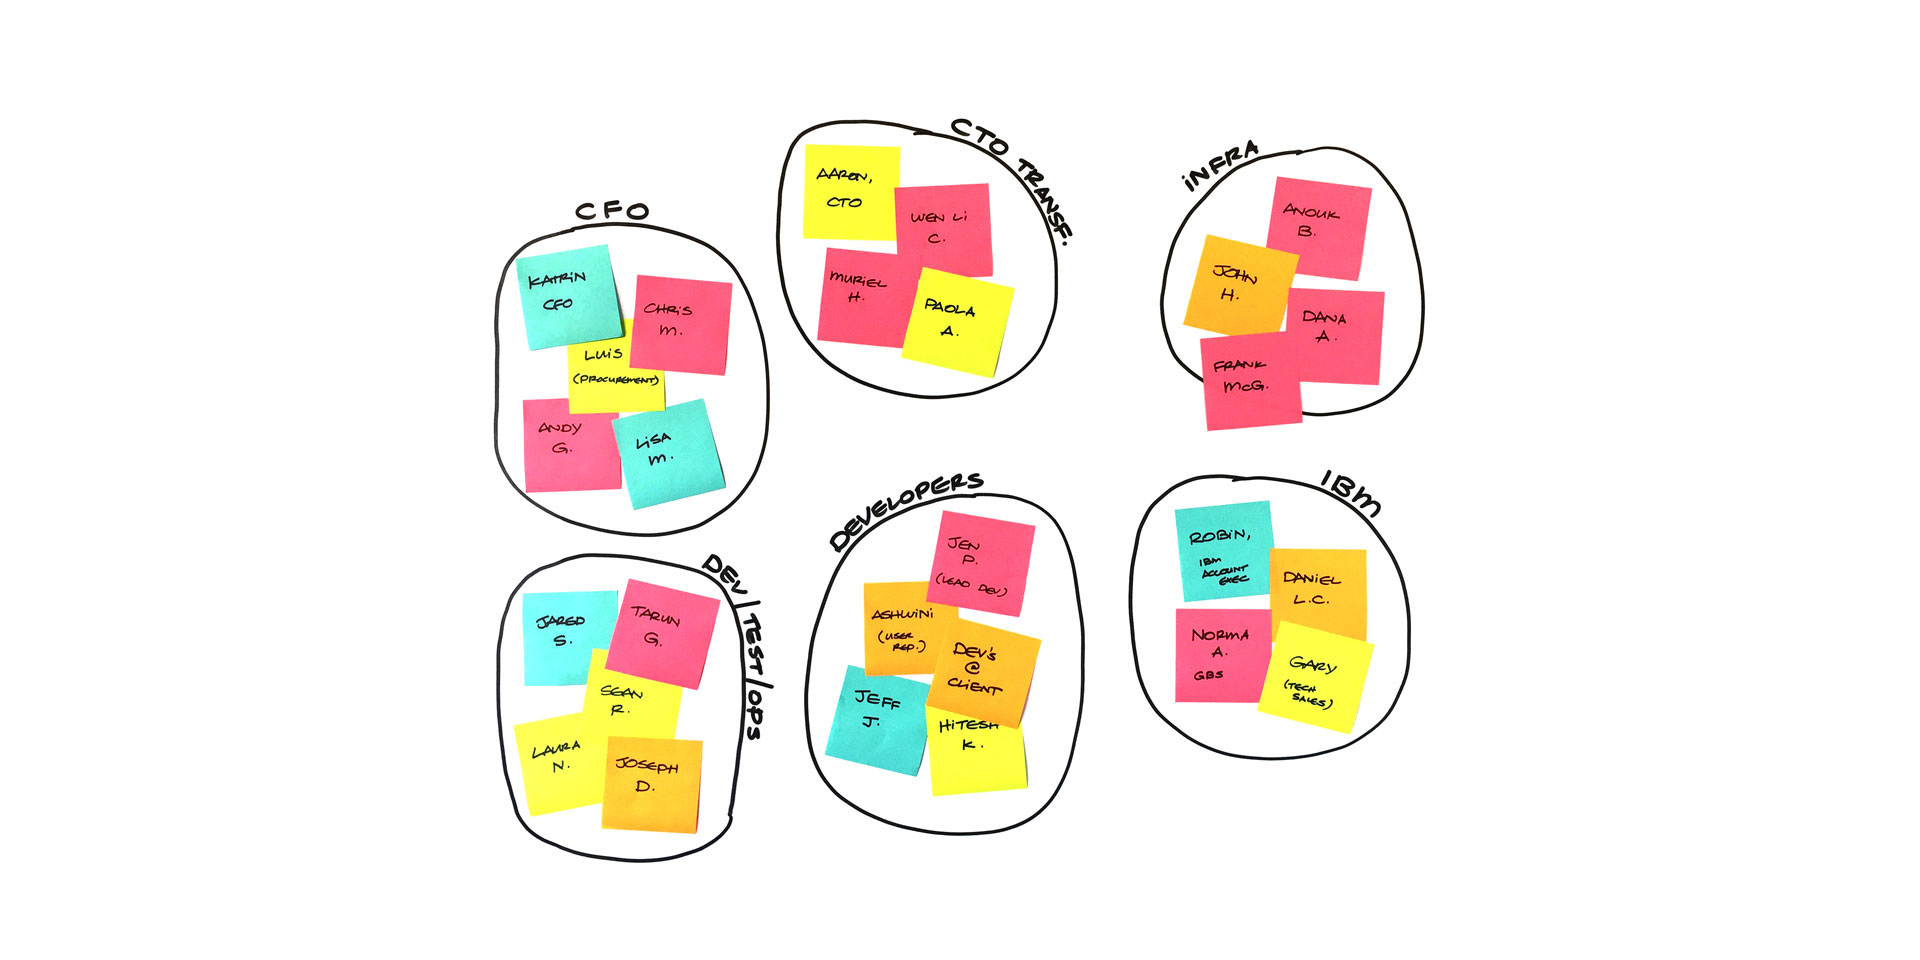 CFO
KATRIN
CFO
CHRIS
M.
LUIS
(PROCUREMENT)
ANDY
G.
LISA
M.
CTO TRANSF.
AARON,
CTO
WEN LI
C.
MURIEL
H.
PAOLA
A.
INFRA
ANOUK
B.
JOHN
H.
DANA
A.
FRANK
McG.
DEV/TEST/OPS
JARED
S.
TARUN
G.
SEAN
R.
LAURA
N.
JOSEPH
D.
DEVELOPERS
JEN
P.
(LEAD DEV)
ASHWINI
(USER
REP.)
DEV'S
@
CLIENT
JEFF
J.
HITESH
K.
IBM
ROBIN,
IBM
ACCOUNT
EXEC
DANIEL
L.C.
NORMA
A.
GBS
GARY
(TECH
SALES)